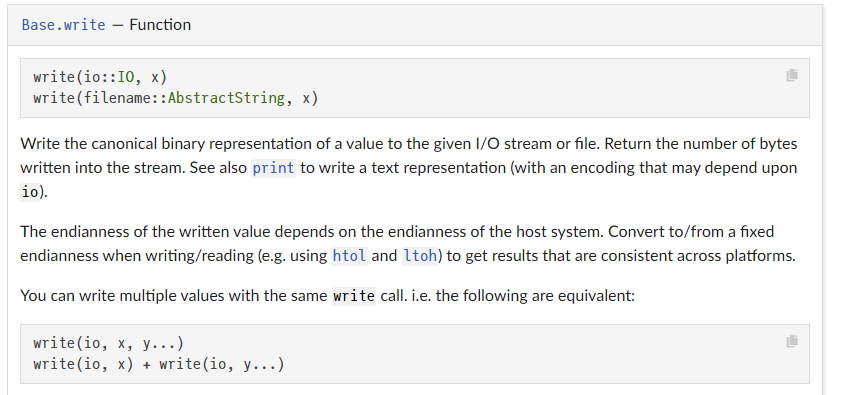 Base.write — Function
write(io::IO, x)
write(filename::AbstractString, x)
Write the canonical binary representation of a value to the given I/O stream or file. Return the number of bytes
written into the stream. See also print to write a text representation (with an encoding that may depend upon
io).
The endianness of the written value depends on the endianness of the host system. Convert to/from a fixed
endianness when writing/reading (e.g. using htol and ltoh) to get results that are consistent across platforms.
You can write multiple values with the same write call. i.e. the following are equivalent:
write(io, x, y...)
write(io, x) + write(io, y...)